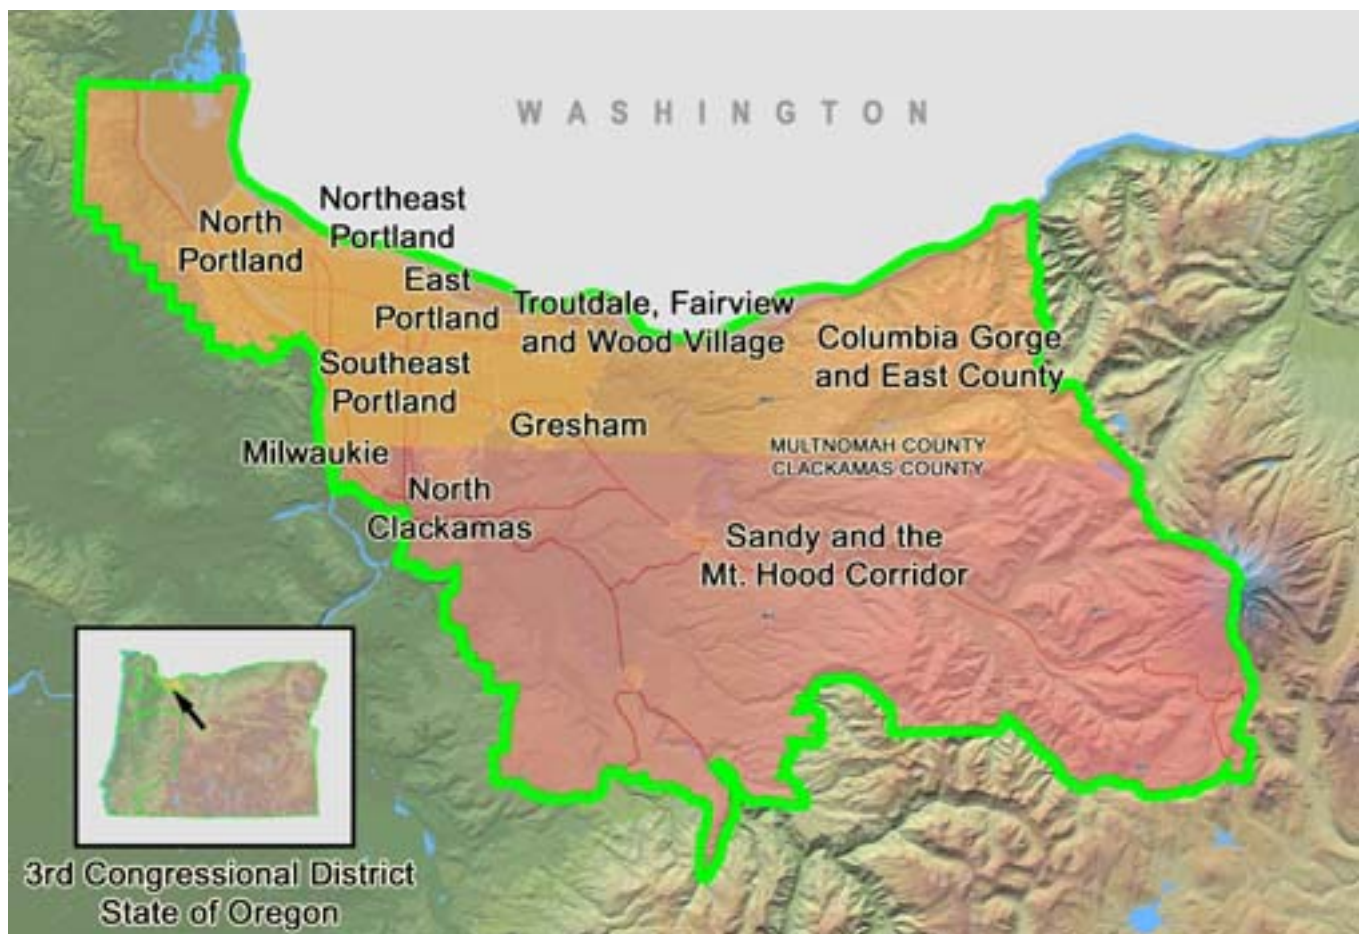 WASHINGTON
Northeast
Portland
North
Portland
East
Portland
Troutdale, Fairview
and Wood Village
Columbia Gorge
and East County
Southeast
Portland
Gresham
Milwaukie
MULTNOMAH COUNTY
CLACKAMAS COUNTY
North
Clackamas
Sandy and the
Mt. Hood Corridor
3rd Congressional District
State of Oregon